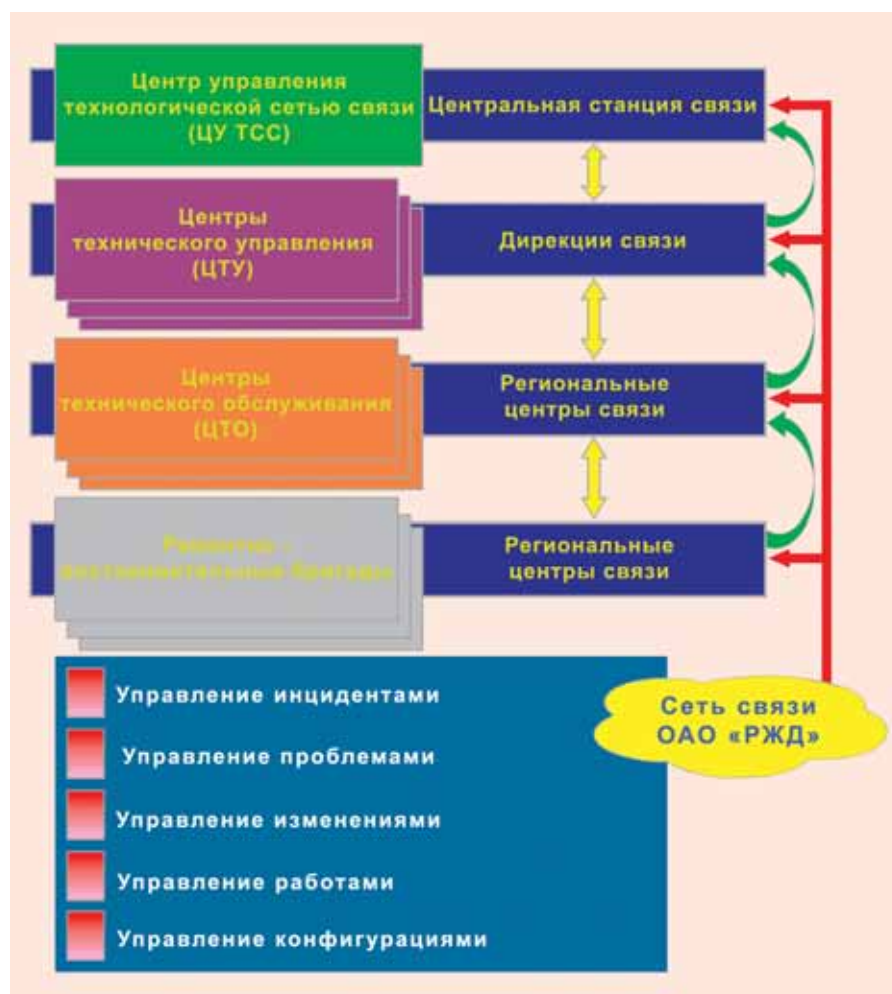 Центр управления
технологической сетью связи
(ЦУ ТСС)
Центральная станция связи
Центры
технического управления
(ЦТУ)
Дирекции связи
Центры
технического обслуживания
(ЦТО)
Региональные
центры связи
бригады
Региональные
центры связи
Управление инцидентами
Управление проблемами
Управление изменениями
Управление работами
Управление конфигурациями
Сеть связи
ОАО «РЖД»